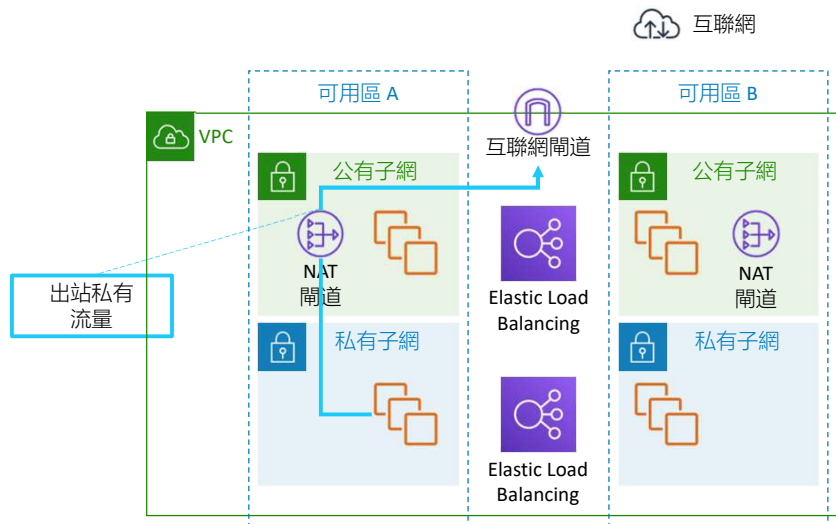 互聯網
可用區 A
可用區 B
VPC
互聯網閘道
公有子網
公有子網
NAT
閘道
Elastic Load
Balancing
NAT
閘道
出站私有
流量
私有子網
私有子網
Elastic Load
Balancing